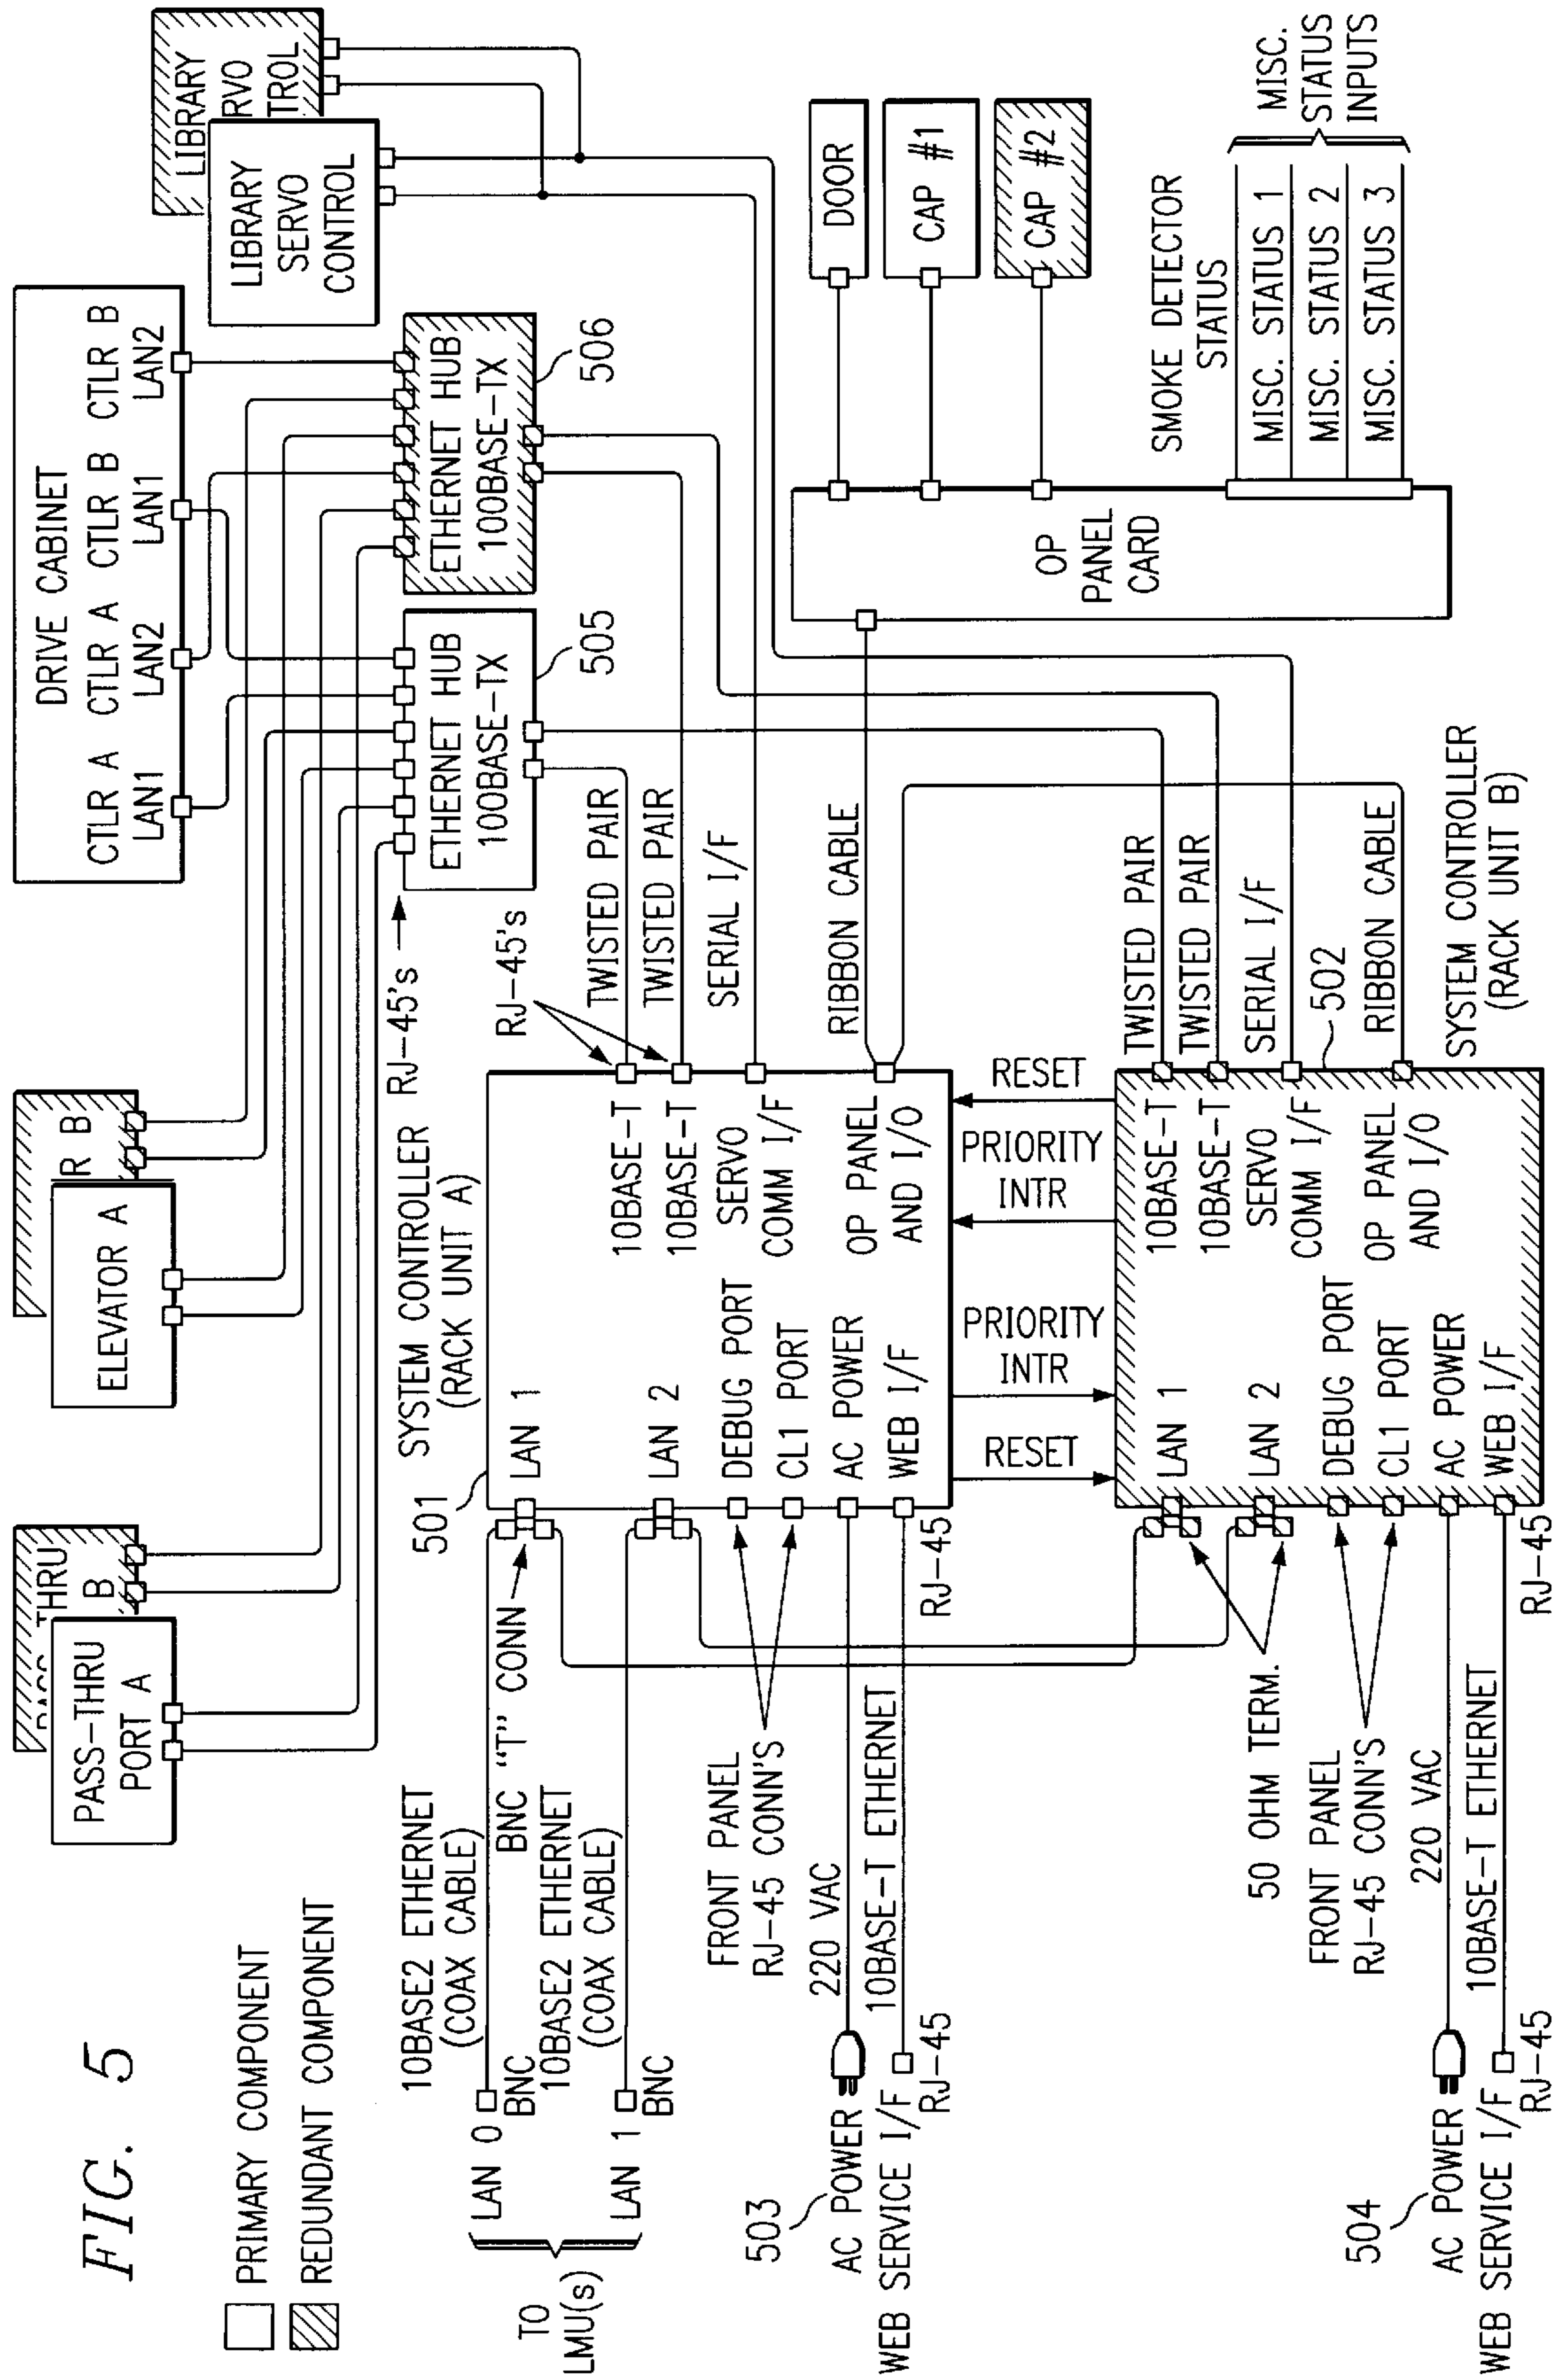 FIG. 5
PRIMARY COMPONENT
REDUNDANT COMPONENT
THRU
B
PASS-THRU
PORT A
R B
ELEVATOR A
DRIVE CABINET
CTLR A CTLR A CTLR B CTLR B
LAN1 LAN2 LAN1 LAN2
LIBRARY
RVO
TROL
LIBRARY
SERVO
CONTROL
RJ-45's
ETHERNET HUB
100BASE-TX
505
ETHERNET HUB
100BASE-TX
506
TO
LMU(s)
LAN 0
BNC
10BASE2 ETHERNET
(COAX CABLE)
BNC "T" CONN
LAN 1
BNC
10BASE2 ETHERNET
(COAX CABLE)
501
SYSTEM CONTROLLER
(RACK UNIT A)
LAN 1
LAN 2
DEBUG PORT
CL1 PORT
AC POWER
WEB I/F
10BASE-T
10BASE-T
SERVO
COMM I/F
OP PANEL
AND I/O
RJ-45's
TWISTED PAIR
TWISTED PAIR
SERIAL I/F
RIBBON CABLE
FRONT PANEL
RJ-45 CONN'S
503
AC POWER
220 VAC
WEB SERVICE I/F
RJ-45
10BASE-T ETHERNET
RJ-45
RESET
PRIORITY
INTR
PRIORITY
INTR
RESET
DOOR
CAP #1
CAP #2
OP
PANEL
CARD
SMOKE DETECTOR
STATUS
MISC. STATUS 1
MISC. STATUS 2
MISC. STATUS 3
MISC.
STATUS
INPUTS
LAN 1
LAN 2
DEBUG PORT
CL1 PORT
AC POWER
WEB I/F
10BASE-T
10BASE-T
SERVO
COMM I/F
OP PANEL
AND I/O
TWISTED PAIR
TWISTED PAIR
SERIAL I/F
502
RIBBON CABLE
SYSTEM CONTROLLER
(RACK UNIT B)
50 OHM TERM.
FRONT PANEL
RJ-45 CONN'S
504
AC POWER
220 VAC
WEB SERVICE I/F
RJ-45
10BASE-T ETHERNET
RJ-45